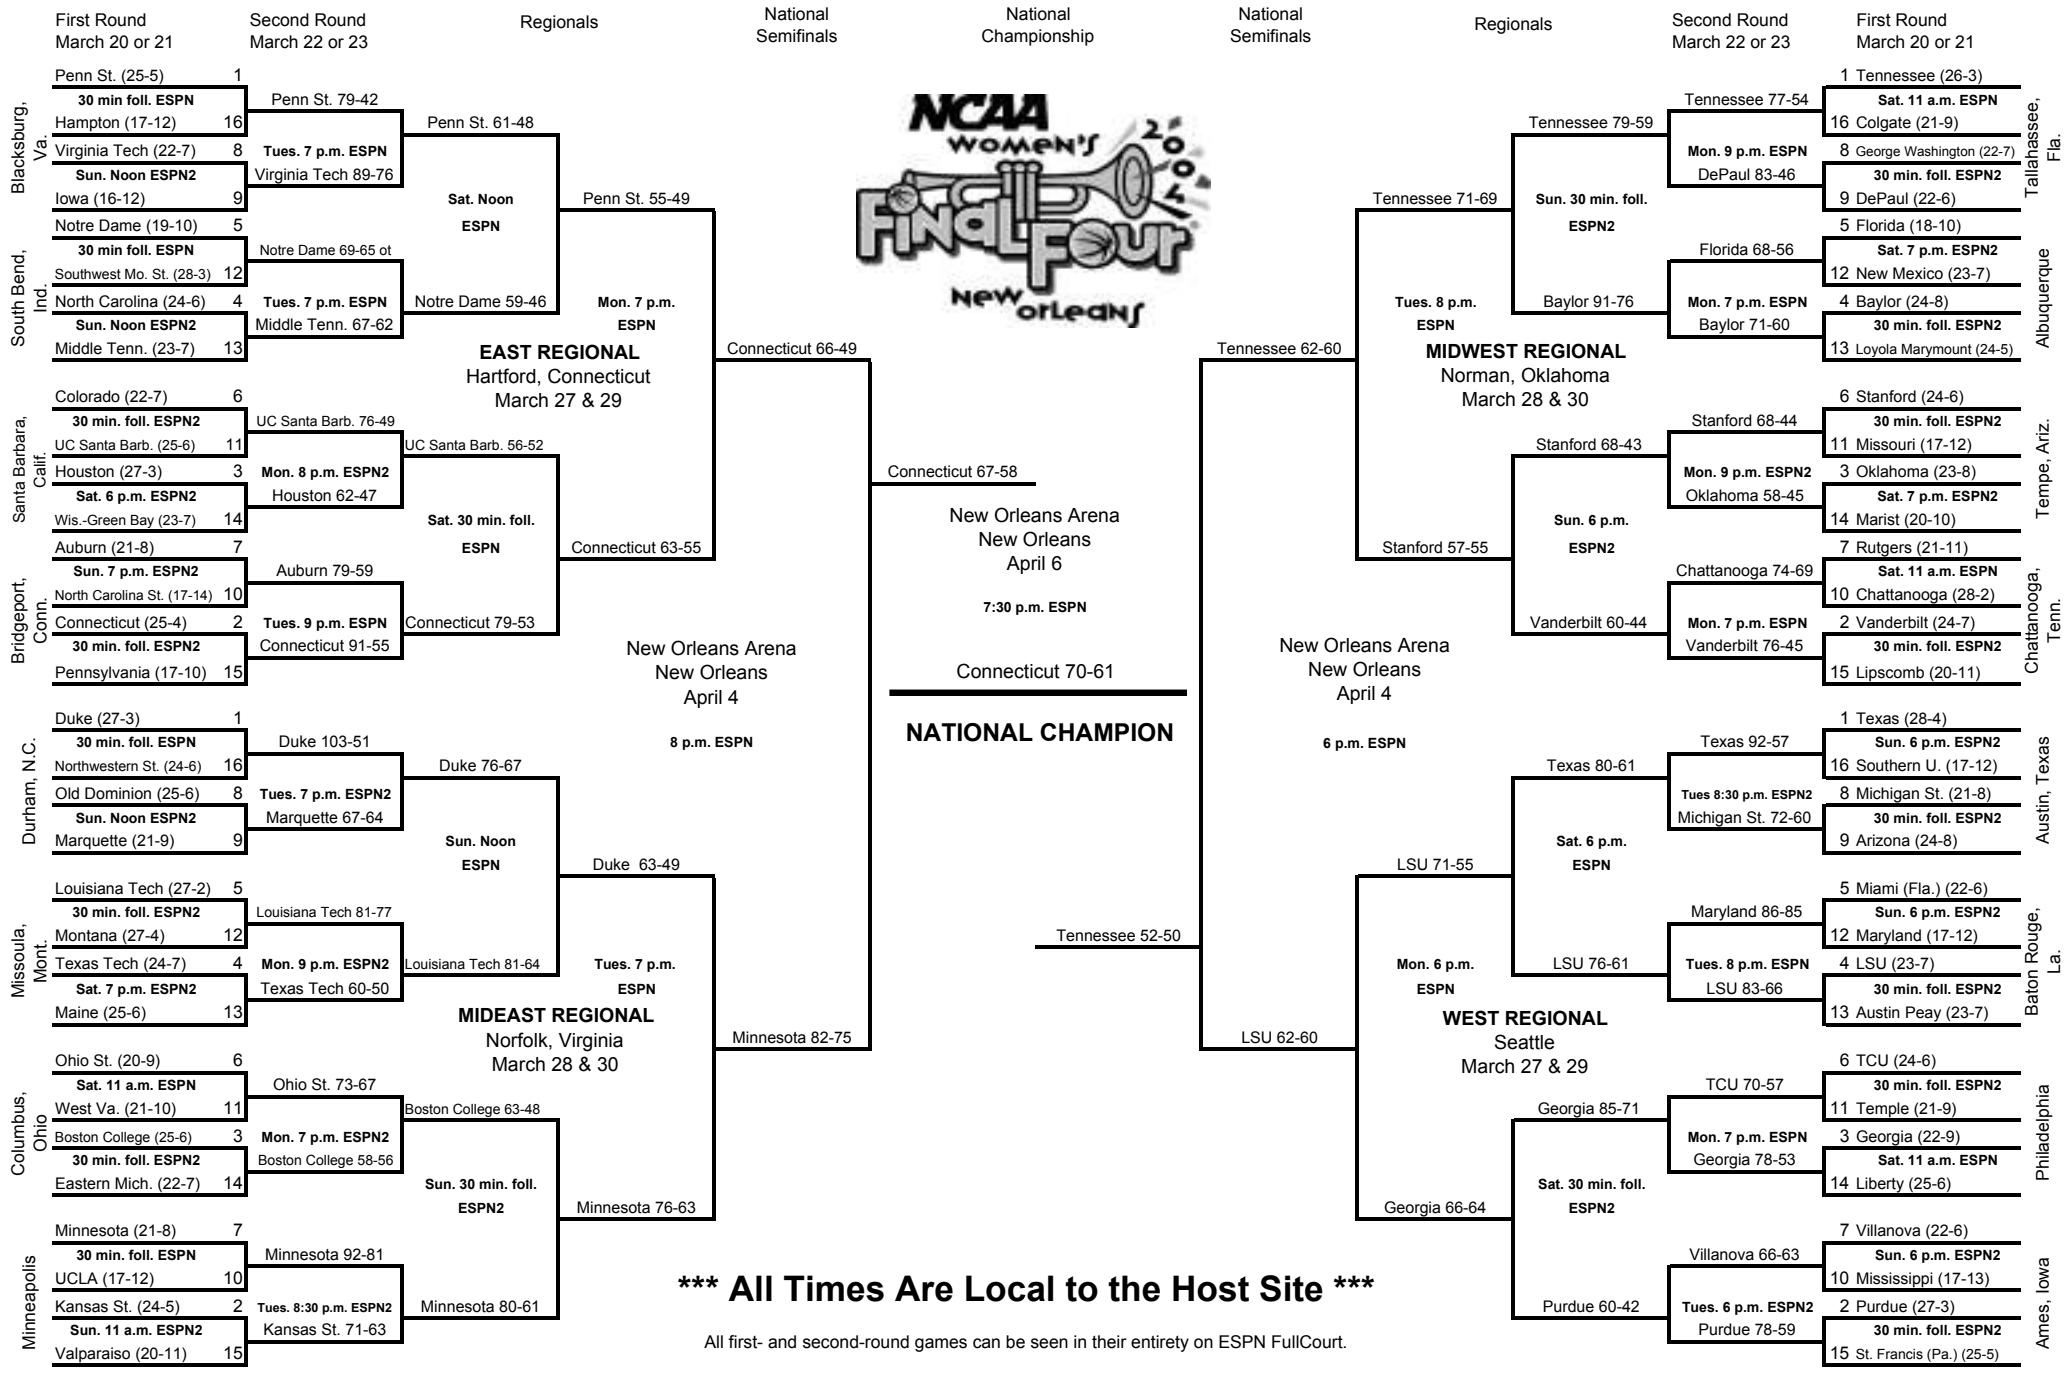 First Round
March 20 or 21
Second Round
March 22 or 23
Regionals
National
Semifinals
National
Championship
National
Semifinals
Regionals
Second Round
March 22 or 23
First Round
March 20 or 21
Blacksburg,
Va.
Penn St. (25-5) 1
30 min foll. ESPN
Hampton (17-12) 16
Virginia Tech (22-7) 8
Sun. Noon ESPN2
Iowa (16-12) 9
South Bend,
Ind.
Notre Dame (19-10) 5
30 min foll. ESPN
Southwest Mo. St. (28-3) 12
North Carolina (24-6) 4
Sun. Noon ESPN2
Middle Tenn. (23-7) 13
Santa Barbara,
Calif.
Colorado (22-7) 6
30 min. foll. ESPN2
UC Santa Barb. (25-6) 11
Houston (27-3) 3
Sat. 6 p.m. ESPN2
Wis.-Green Bay (23-7) 14
Bridgeport,
Conn.
Auburn (21-8) 7
Sun. 7 p.m. ESPN2
North Carolina St. (17-14) 10
Connecticut (25-4) 2
30 min. foll. ESPN2
Pennsylvania (17-10) 15
Durham, N.C.
Duke (27-3) 1
30 min. foll. ESPN
Northwestern St. (24-6) 16
Old Dominion (25-6) 8
Sun. Noon ESPN2
Marquette (21-9) 9
Missoula,
Mont.
Louisiana Tech (27-2) 5
30 min. foll. ESPN2
Montana (27-4) 12
Texas Tech (24-7) 4
Sat. 7 p.m. ESPN2
Maine (25-6) 13
Columbus,
Ohio
Ohio St. (20-9) 6
Sat. 11 a.m. ESPN
West Va. (21-10) 11
Boston College (25-6) 3
30 min. foll. ESPN2
Eastern Mich. (22-7) 14
Minneapolis
Minnesota (21-8) 7
30 min. foll. ESPN
UCLA (17-12) 10
Kansas St. (24-5) 2
Sun. 11 a.m. ESPN2
Valparaiso (20-11) 15
Penn St. 79-42
Tues. 7 p.m. ESPN
Virginia Tech 89-76
Notre Dame 69-65 ot
Tues. 7 p.m. ESPN
Middle Tenn. 67-62
UC Santa Barb. 76-49
Mon. 8 p.m. ESPN2
Houston 62-47
Auburn 79-59
Tues. 9 p.m. ESPN
Connecticut 91-55
Duke 103-51
Tues. 7 p.m. ESPN2
Marquette 67-64
Louisiana Tech 81-77
Mon. 9 p.m. ESPN2
Texas Tech 60-50
Ohio St. 73-67
Mon. 7 p.m. ESPN2
Boston College 58-56
Minnesota 92-81
Tues. 8:30 p.m. ESPN2
Kansas St. 71-63
Penn St. 61-48
Sat. Noon
ESPN
Notre Dame 59-46
EAST REGIONAL
Hartford, Connecticut
March 27 & 29
UC Santa Barb. 56-52
Sat. 30 min. foll.
ESPN
Connecticut 79-53
Duke 76-67
Sun. Noon
ESPN
Louisiana Tech 81-64
MIDEAST REGIONAL
Norfolk, Virginia
March 28 & 30
Boston College 63-48
Sun. 30 min. foll.
ESPN2
Minnesota 80-61
Penn St. 55-49
Mon. 7 p.m.
ESPN
Connecticut 63-55
Duke 63-49
Tues. 7 p.m.
ESPN
Minnesota 76-63
Connecticut 66-49
New Orleans Arena
New Orleans
April 4
8 p.m. ESPN
Minnesota 82-75
NCAA
WOMEN'S
2004
FINAL FOUR
NEW ORLEANS
Connecticut 67-58
New Orleans Arena
New Orleans
April 6
7:30 p.m. ESPN
Connecticut 70-61
NATIONAL CHAMPION
Tennessee 52-50
Tennessee 62-60
New Orleans Arena
New Orleans
April 4
6 p.m. ESPN
LSU 62-60
Tennessee 71-69
Tues. 8 p.m.
ESPN
Stanford 57-55
LSU 71-55
Mon. 6 p.m.
ESPN
Georgia 66-64
Tennessee 79-59
Sun. 30 min. foll.
ESPN2
Baylor 91-76
MIDWEST REGIONAL
Norman, Oklahoma
March 28 & 30
Stanford 68-43
Sun. 6 p.m.
ESPN2
Vanderbilt 60-44
Texas 80-61
Sat. 6 p.m.
ESPN
LSU 76-61
WEST REGIONAL
Seattle
March 27 & 29
Georgia 85-71
Sat. 30 min. foll.
ESPN2
Purdue 60-42
Tennessee 77-54
Mon. 9 p.m. ESPN
DePaul 83-46
Florida 68-56
Mon. 7 p.m. ESPN
Baylor 71-60
Stanford 68-44
Mon. 9 p.m. ESPN2
Oklahoma 58-45
Chattanooga 74-69
Mon. 7 p.m. ESPN
Vanderbilt 76-45
Texas 92-57
Tues 8:30 p.m. ESPN2
Michigan St. 72-60
Maryland 86-85
Tues. 8 p.m. ESPN
LSU 83-66
TCU 70-57
Mon. 7 p.m. ESPN
Georgia 78-53
Villanova 66-63
Tues. 6 p.m. ESPN2
Purdue 78-59
1 Tennessee (26-3)
Sat. 11 a.m. ESPN
16 Colgate (21-9)
8 George Washington (22-7)
30 min. foll. ESPN2
9 DePaul (22-6)
Tallahassee,
Fla.
5 Florida (18-10)
Sat. 7 p.m. ESPN2
12 New Mexico (23-7)
4 Baylor (24-8)
30 min. foll. ESPN2
13 Loyola Marymount (24-5)
Albuquerque
6 Stanford (24-6)
30 min. foll. ESPN2
11 Missouri (17-12)
3 Oklahoma (23-8)
Sat. 7 p.m. ESPN2
14 Marist (20-10)
Tempe, Ariz.
7 Rutgers (21-11)
Sat. 11 a.m. ESPN
10 Chattanooga (28-2)
2 Vanderbilt (24-7)
30 min. foll. ESPN2
15 Lipscomb (20-11)
Chattanooga,
Tenn.
1 Texas (28-4)
Sun. 6 p.m. ESPN2
16 Southern U. (17-12)
8 Michigan St. (21-8)
30 min. foll. ESPN2
9 Arizona (24-8)
Austin, Texas
5 Miami (Fla.) (22-6)
Sun. 6 p.m. ESPN2
12 Maryland (17-12)
4 LSU (23-7)
30 min. foll. ESPN2
13 Austin Peay (23-7)
Baton Rouge,
La.
6 TCU (24-6)
30 min. foll. ESPN2
11 Temple (21-9)
3 Georgia (22-9)
Sat. 11 a.m. ESPN
14 Liberty (25-6)
Philadelphia
7 Villanova (22-6)
Sun. 6 p.m. ESPN2
10 Mississippi (17-13)
2 Purdue (27-3)
30 min. foll. ESPN2
15 St. Francis (Pa.) (25-5)
Ames, Iowa
*** All Times Are Local to the Host Site ***
All first- and second-round games can be seen in their entirety on ESPN FullCourt.